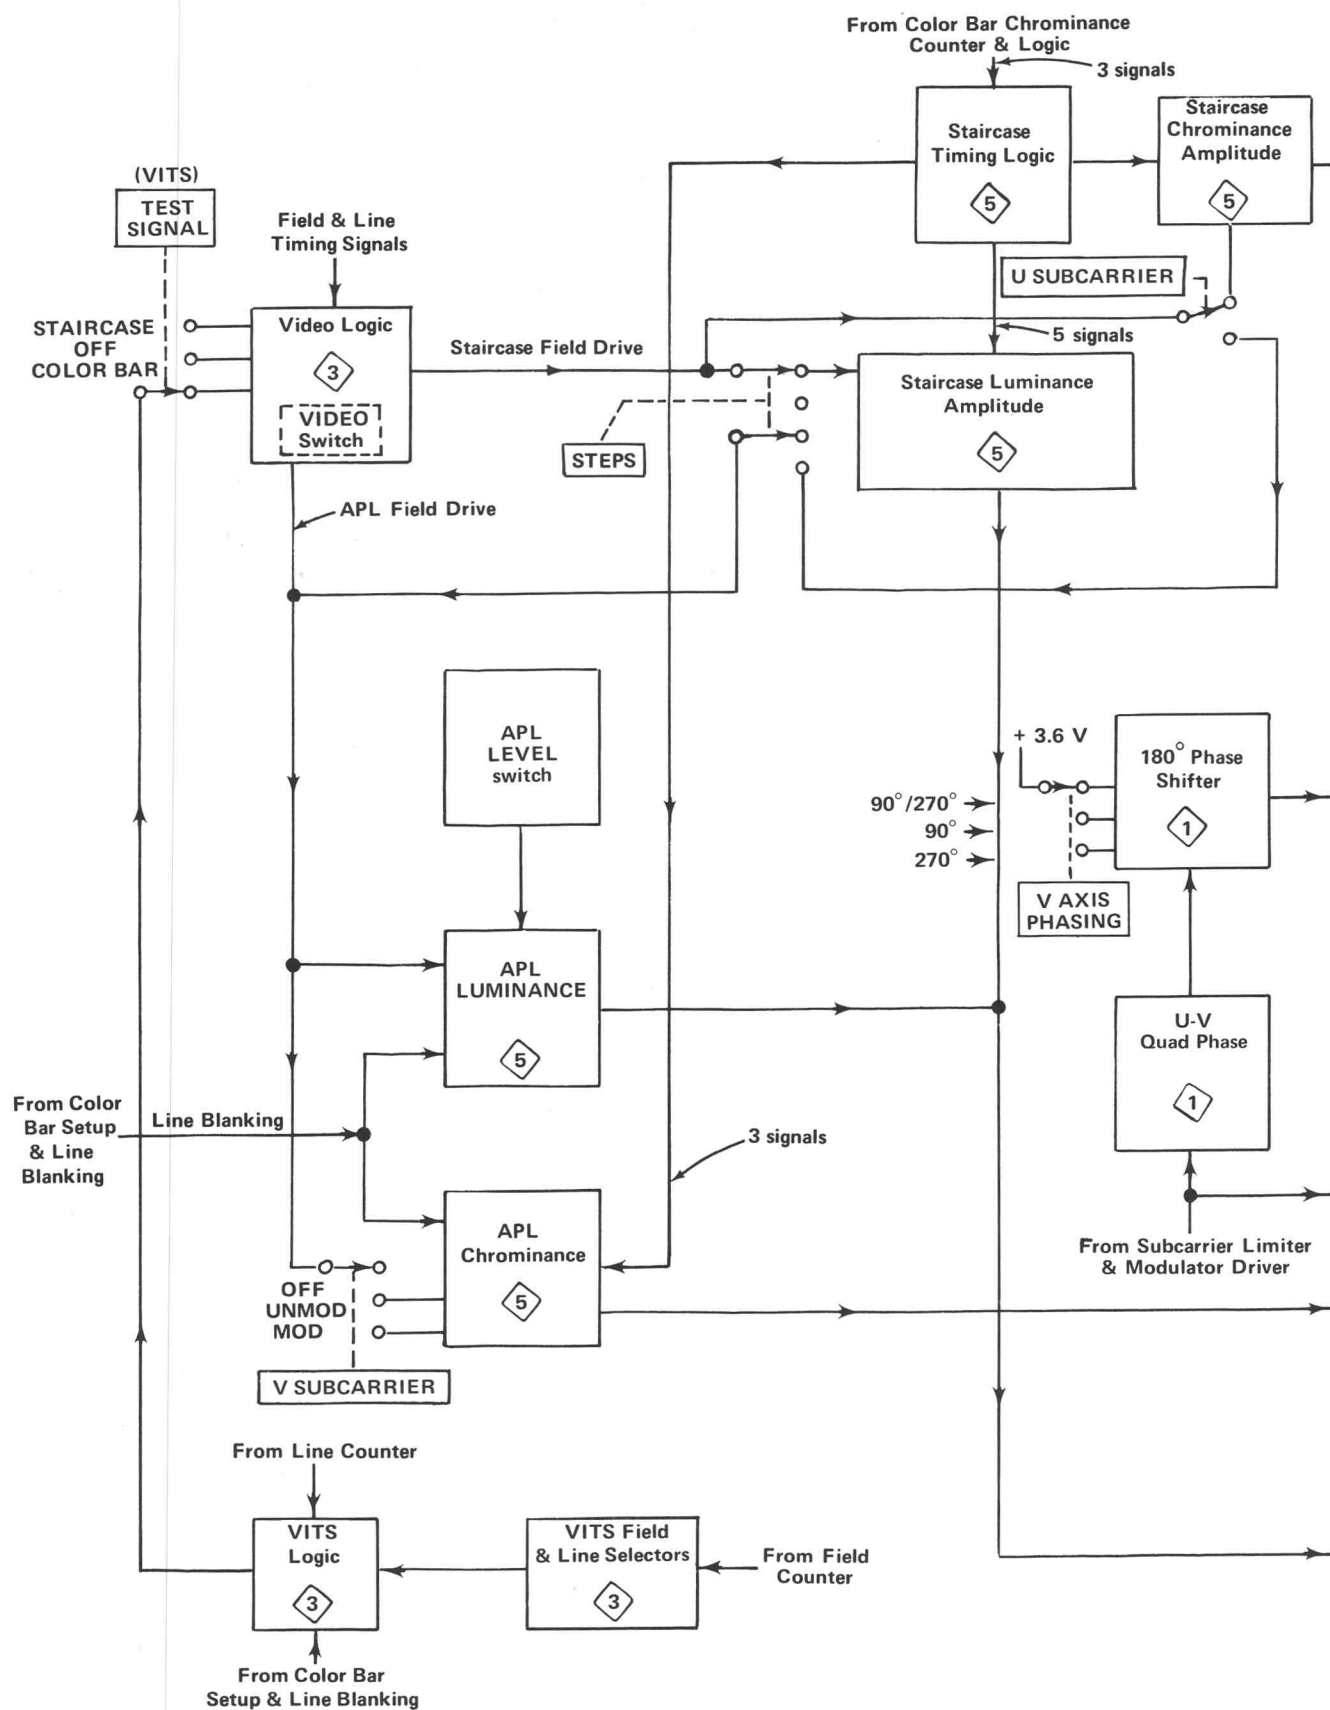 From Color Bar Chrominance
Counter & Logic
3 signals
Staircase
Timing Logic
5
Staircase
Chrominance
Amplitude
5
(VITS)
TEST
SIGNAL
Field & Line
Timing Signals
U SUBCARRIER
STAIRCASE
OFF
COLOR BAR
Video Logic
3
VIDEO
Switch
Staircase Field Drive
5 signals
Staircase Luminance
Amplitude
5
STEPS
APL Field Drive
APL
LEVEL
switch
+ 3.6 V
180° Phase
Shifter
1
90°/270°
90°
270°
V AXIS
PHASING
APL
LUMINANCE
5
U-V
Quad Phase
1
From Color
Bar Setup
& Line
Blanking
Line Blanking
3 signals
APL
Chrominance
5
From Subcarrier Limiter
& Modulator Driver
OFF
UNMOD
MOD
V SUBCARRIER
From Line Counter
VITS
Logic
3
VITS Field
& Line Selectors
3
From Field
Counter
From Color Bar
Setup & Line Blanking